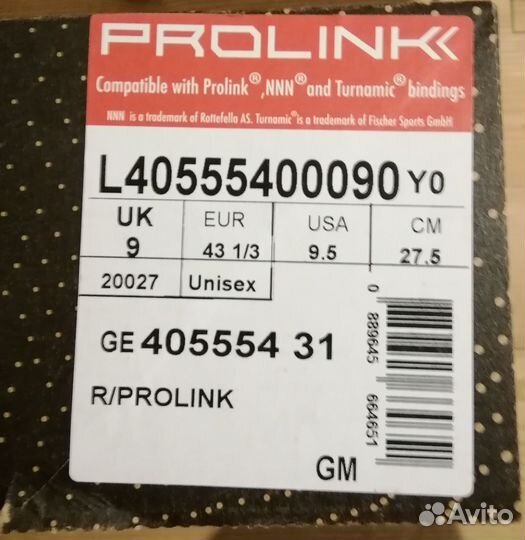 PROLINK
Compatible with Prolink®, NNN® and Turnamic® bindings
NNN is a trademark of Rottefella AS. Turnamic® is a trademark of Fischer Sports GmbH
L40555400090 Y0
UK EUR USA CM
9 43 1/3 9.5 27.5
20027 Unisex
GE 405554 31
R/PROLINK
GM
0 889645 664651
Avito